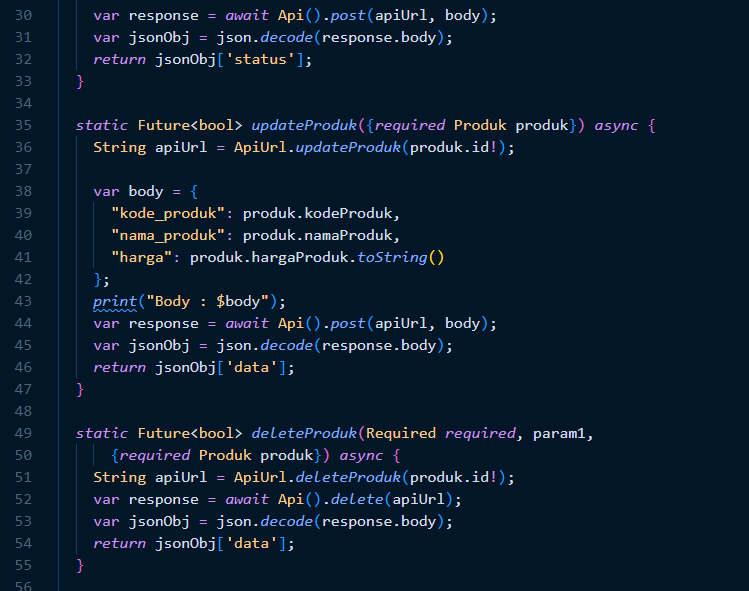 30 var response = await Api().post(apiUrl, body);
31 var jsonObj = json.decode(response.body);
32 return jsonObj['status'];
33 }
34
35 static Future<bool> updateProduk({required Produk produk}) async {
36 String apiUrl = ApiUrl.updateProduk(produk.id!);
37
38 var body = {
39 "kode_produk": produk.kodeProduk,
40 "nama_produk": produk.namaProduk,
41 "harga": produk.hargaProduk.toString()
42 };
43 print("Body : $body");
44 var response = await Api().post(apiUrl, body);
45 var jsonObj = json.decode(response.body);
46 return jsonObj['data'];
47 }
48
49 static Future<bool> deleteProduk(Required required, param1,
50 {required Produk produk}) async {
51 String apiUrl = ApiUrl.deleteProduk(produk.id!);
52 var response = await Api().delete(apiUrl);
53 var jsonObj = json.decode(response.body);
54 return jsonObj['data'];
55 }
56